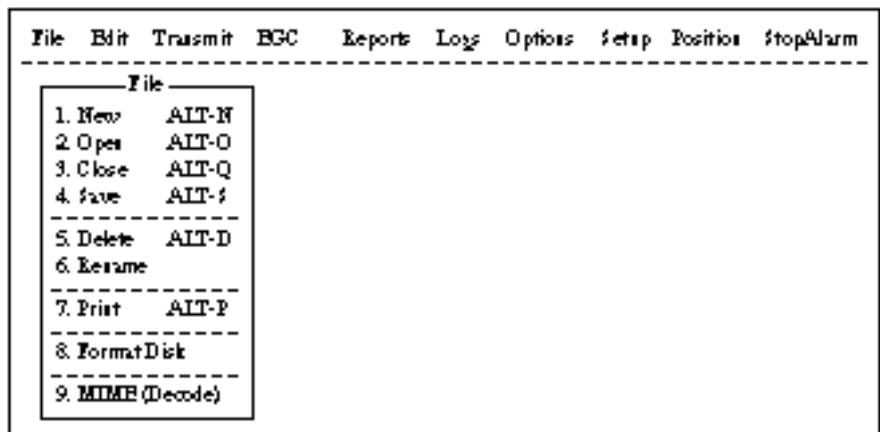 File Edit Transmit EGC Reports Logs Options Setup Position StopAlarm
File
1. New ALT-N
2. Open ALT-O
3. Close ALT-Q
4. Save ALT-S
5. Delete ALT-D
6. Rename
7. Print ALT-P
8. Format Disk
9. MIME (Decode)